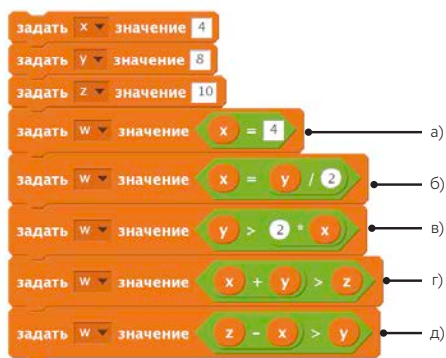 задать x значение 4
задать y значение 8
задать z значение 10
задать w значение x = 4 а)
задать w значение x = y / 2 б)
задать w значение y > 2 * x в)
задать w значение x + y > z г)
задать w значение z - x > y д)